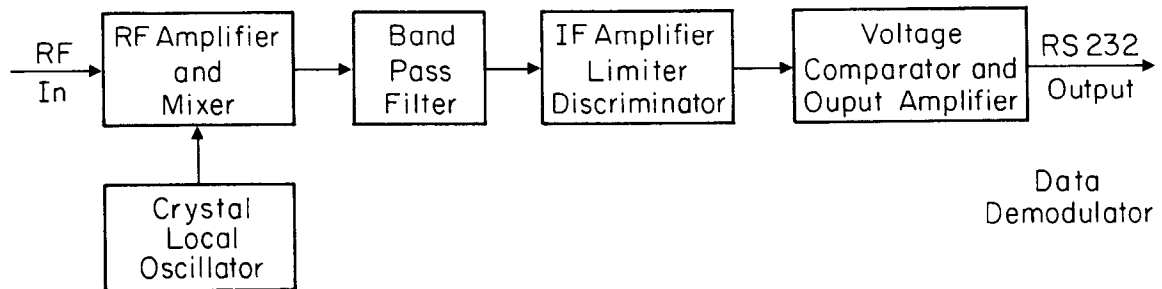 RF
In
RF Amplifier
and
Mixer
Band
Pass
Filter
IF Amplifier
Limiter
Discriminator
Voltage
Comparator and
Ouput Amplifier
RS 232
Output
Crystal
Local
Oscillator
Data
Demodulator